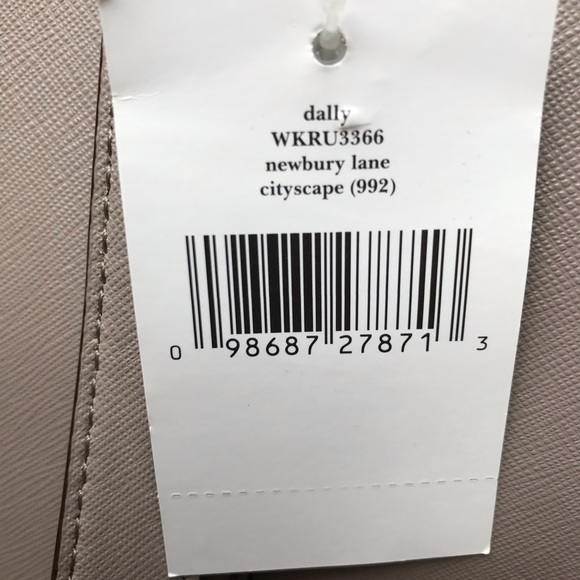 dally
WKRU3366
newbury lane
cityscape (992)
0 98687 27871 3